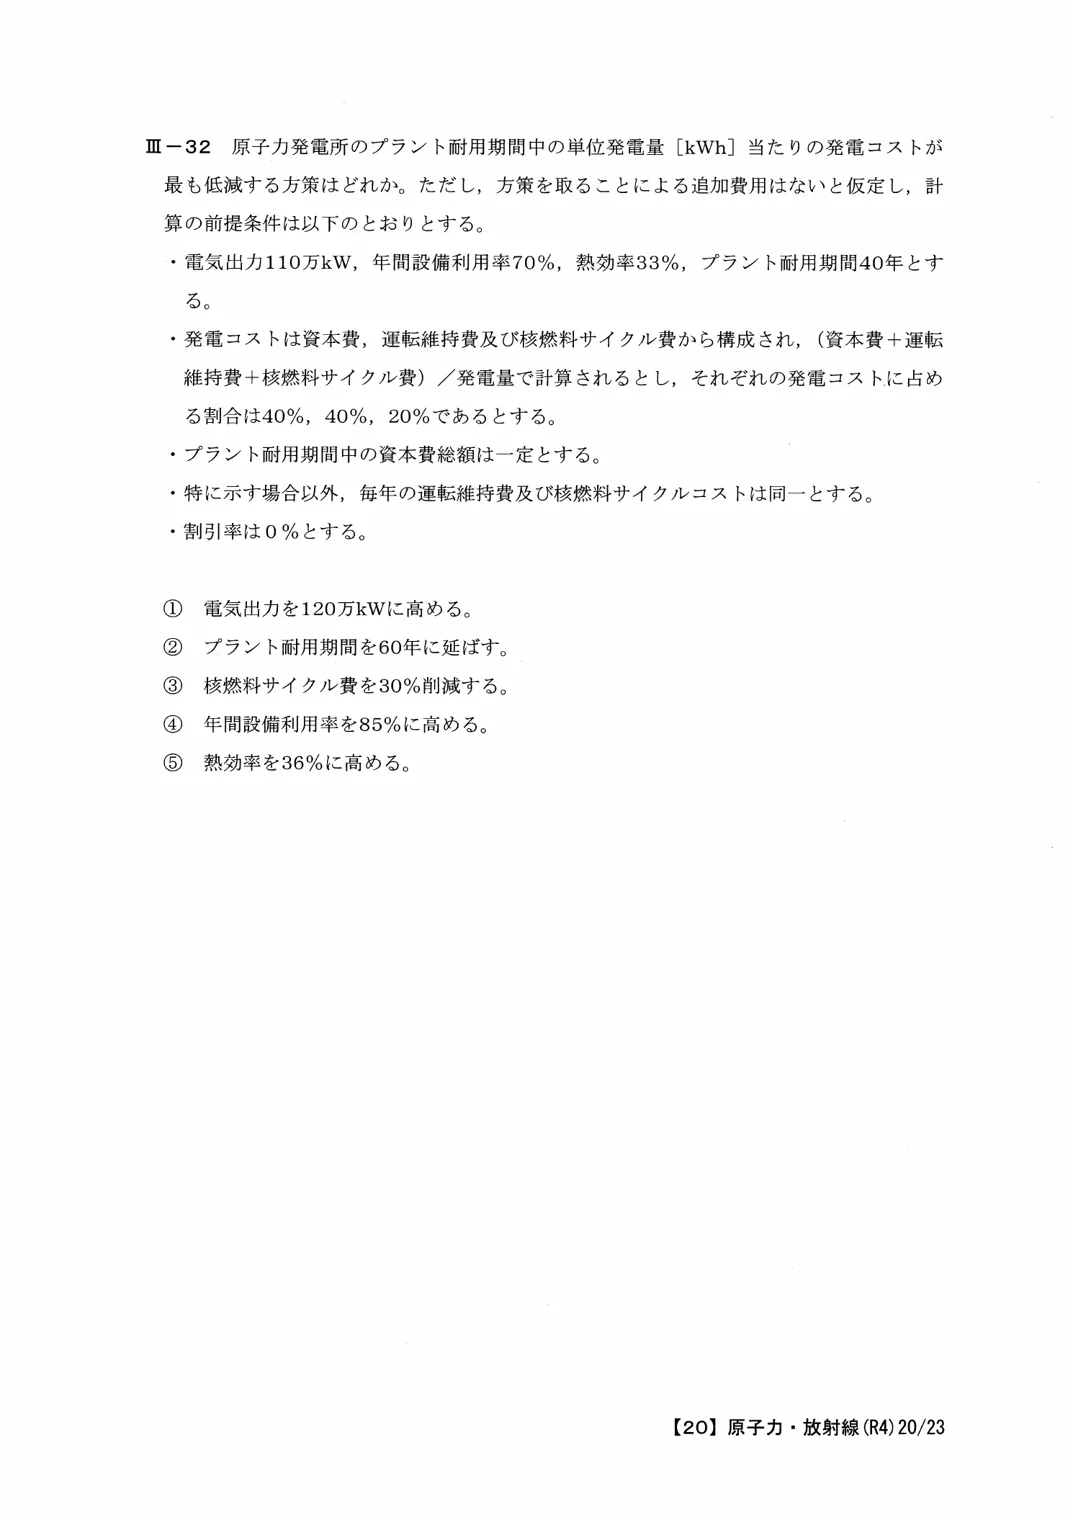 Ⅲ－32　原子力発電所のプラント耐用期間中の単位発電量［kWh］当たりの発電コストが
最も低減する方策はどれか。ただし，方策を取ることによる追加費用はないと仮定し，計
算の前提条件は以下のとおりとする。
・電気出力110万kW，年間設備利用率70％，熱効率33％，プラント耐用期間40年とす
る。
・発電コストは資本費，運転維持費及び核燃料サイクル費から構成され，（資本費＋運転
維持費＋核燃料サイクル費）／発電量で計算されるとし，それぞれの発電コストに占め
る割合は40％，40％，20％であるとする。
・プラント耐用期間中の資本費総額は一定とする。
・特に示す場合以外，毎年の運転維持費及び核燃料サイクルコストは同一とする。
・割引率は０％とする。
①　電気出力を120万kWに高める。
②　プラント耐用期間を60年に延ばす。
③　核燃料サイクル費を30％削減する。
④　年間設備利用率を85％に高める。
⑤　熱効率を36％に高める。
【20】原子力・放射線(R4)20/23